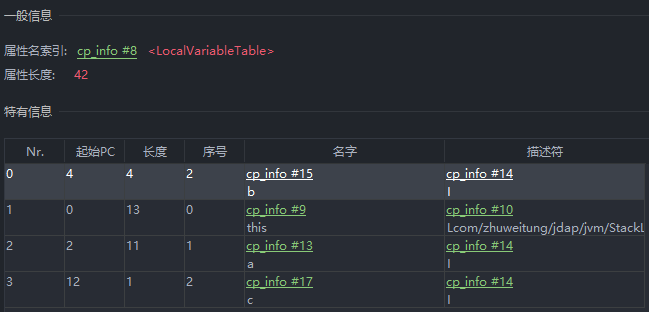 一般信息
属性名索引: cp_info #8 <LocalVariableTable>
属性长度: 42
特有信息
Nr. 起始PC 长度 序号 名字 描述符
0 4 4 2 cp_info #15 cp_info #14
b I
1 0 13 0 cp_info #9 cp_info #10
this Lcom/zhuweitung/jdap/jvm/StackL
2 2 11 1 cp_info #13 cp_info #14
a I
3 12 1 2 cp_info #17 cp_info #14
c I